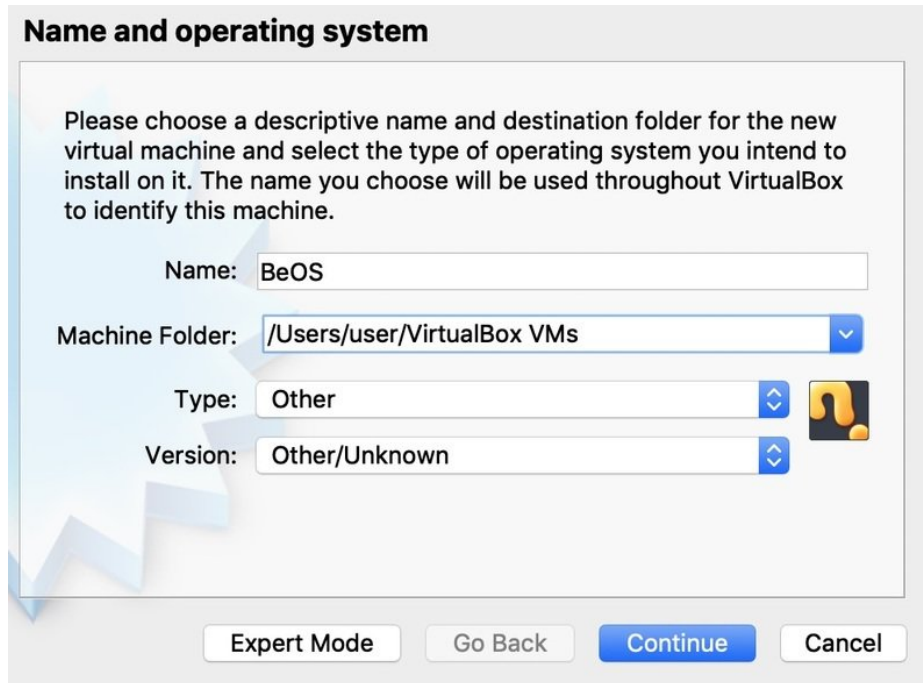 Name and operating system
Please choose a descriptive name and destination folder for the new
virtual machine and select the type of operating system you intend to
install on it. The name you choose will be used throughout VirtualBox
to identify this machine.
Name: BeOS
Machine Folder: /Users/user/VirtualBox VMs
Type: Other
Version: Other/Unknown
Expert Mode Go Back Continue Cancel